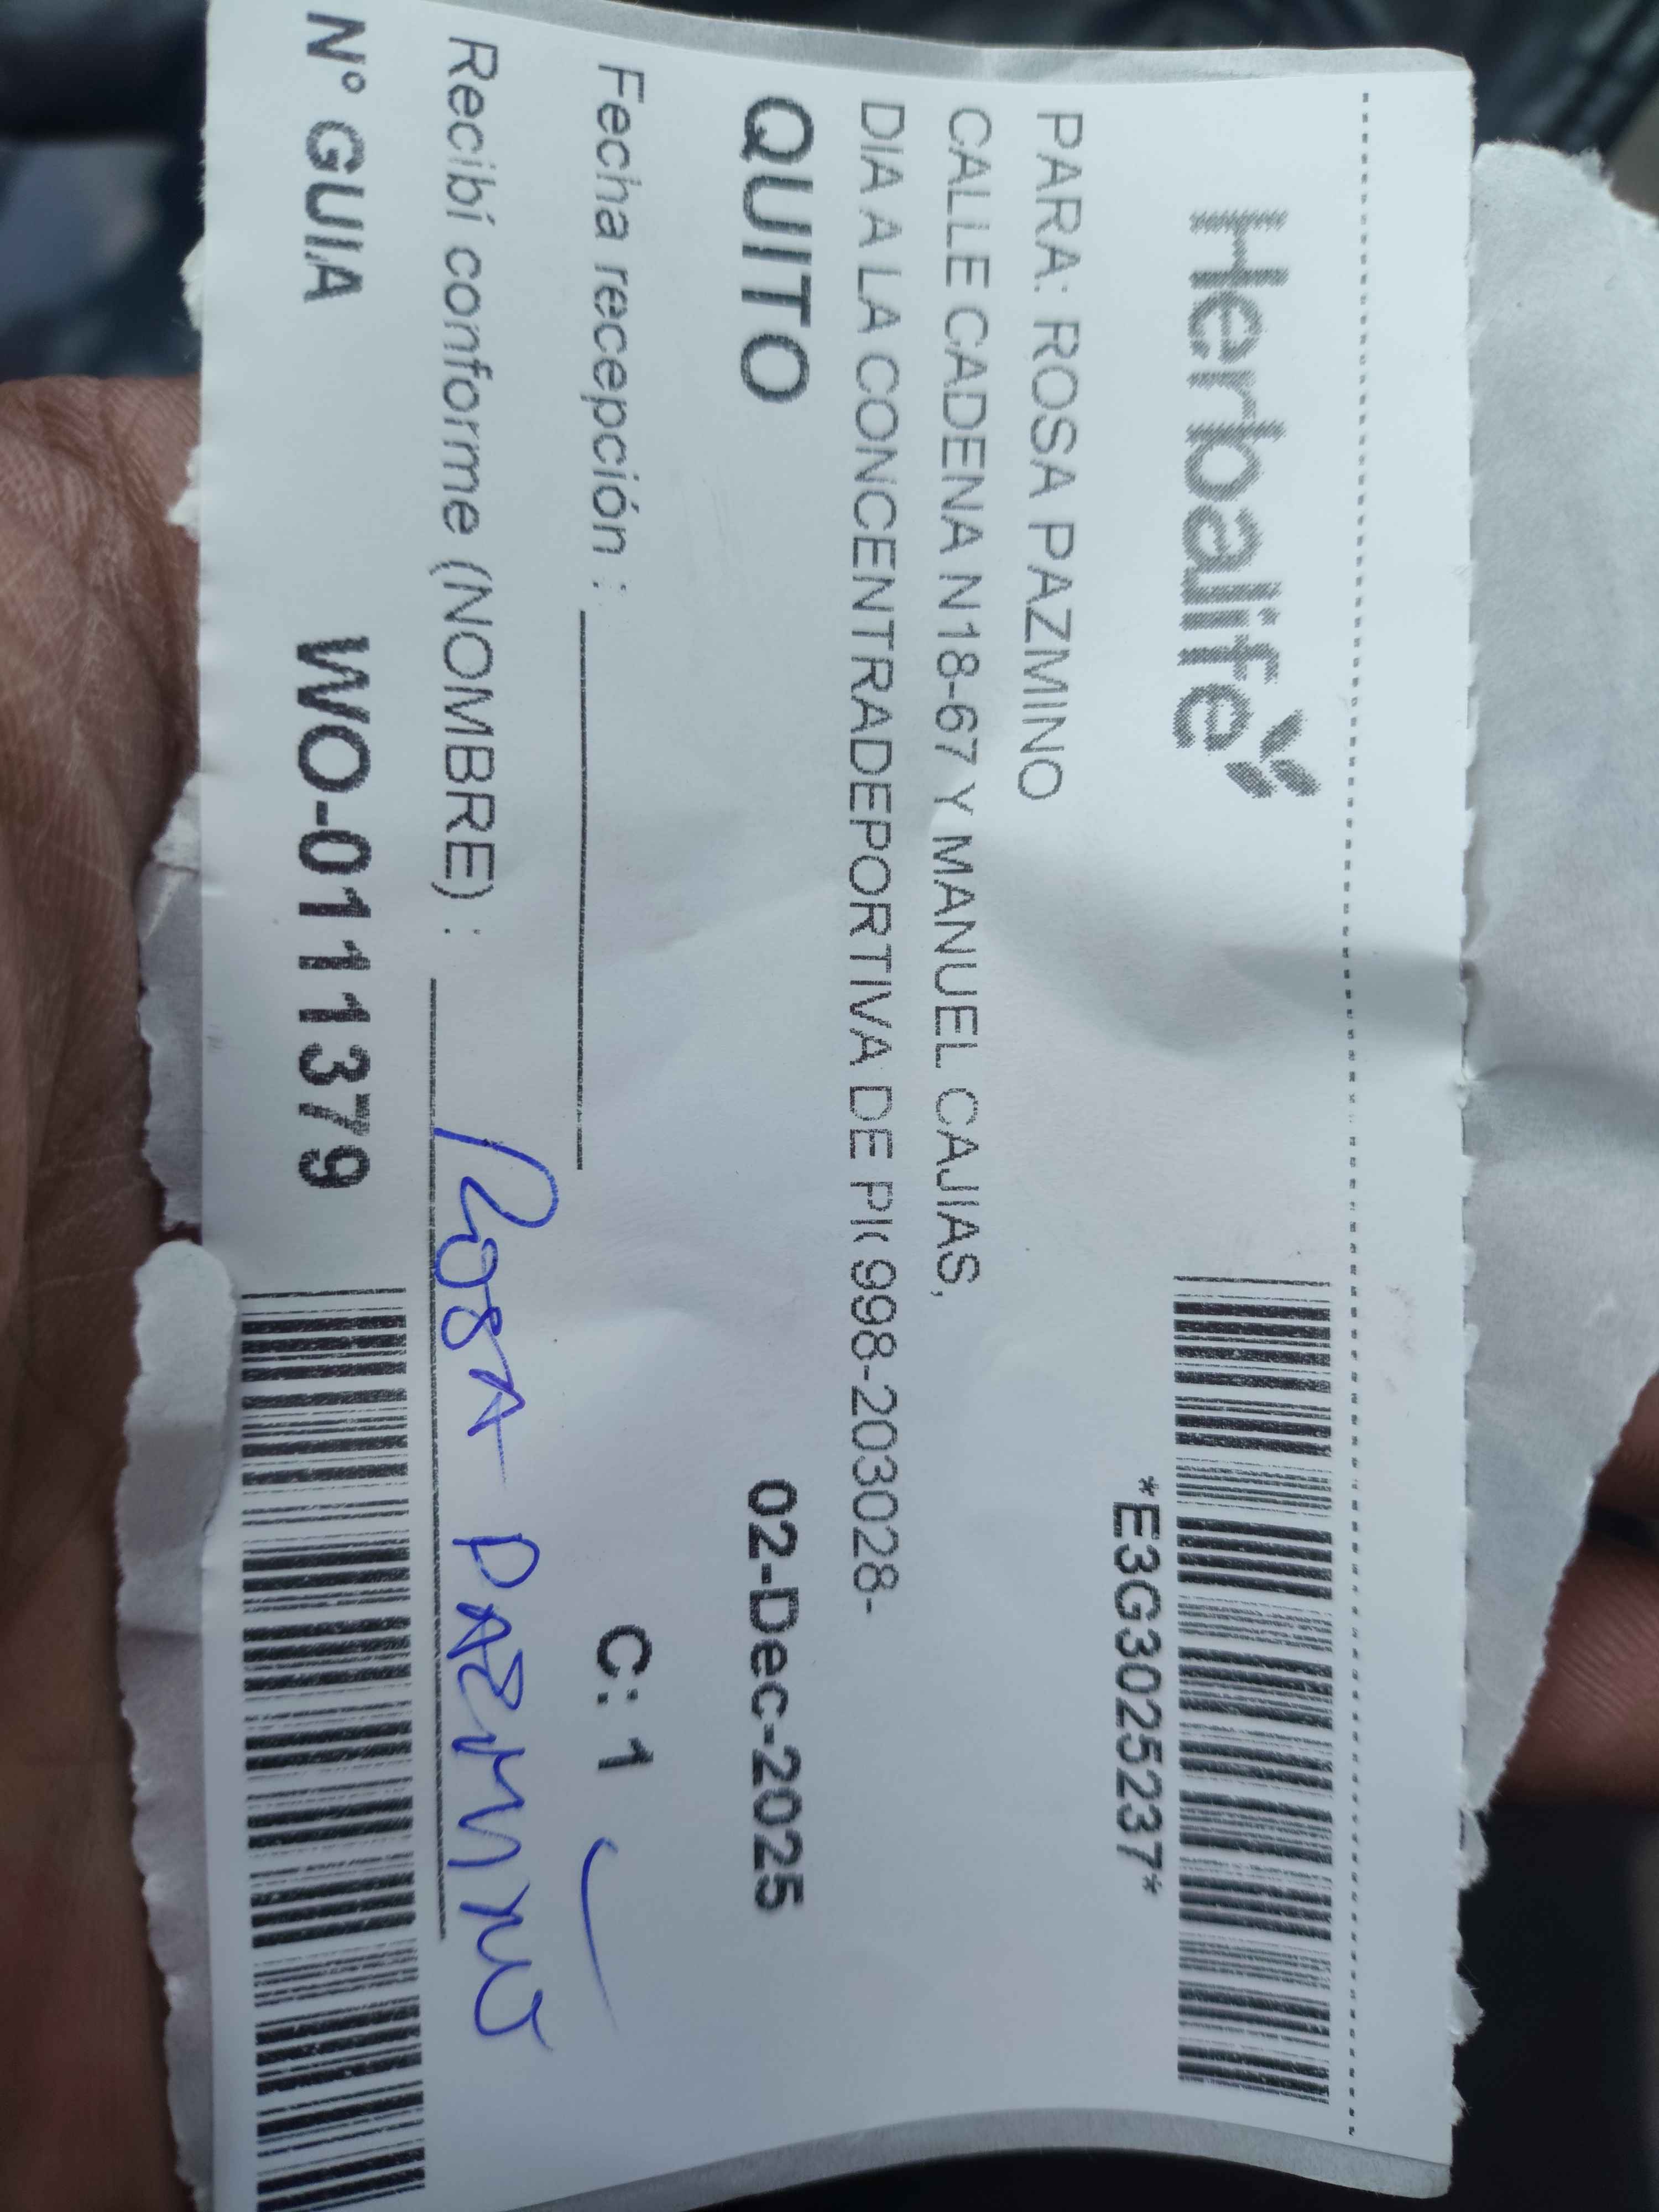 Herbalife
*E3G3025237*
PARA: ROSA PAZMINO
CALLE CADENA N18-67 Y MANUEL CAJIAS,
DIA A LA CONCENTRADEPORTIVA DE PI( 998-203028-
QUITO 02-Dec-2025
Fecha recepción : C: 1
Recibí conforme (NOMBRE) : ROSA PAZMIÑO
N° GUIA WO-0111379